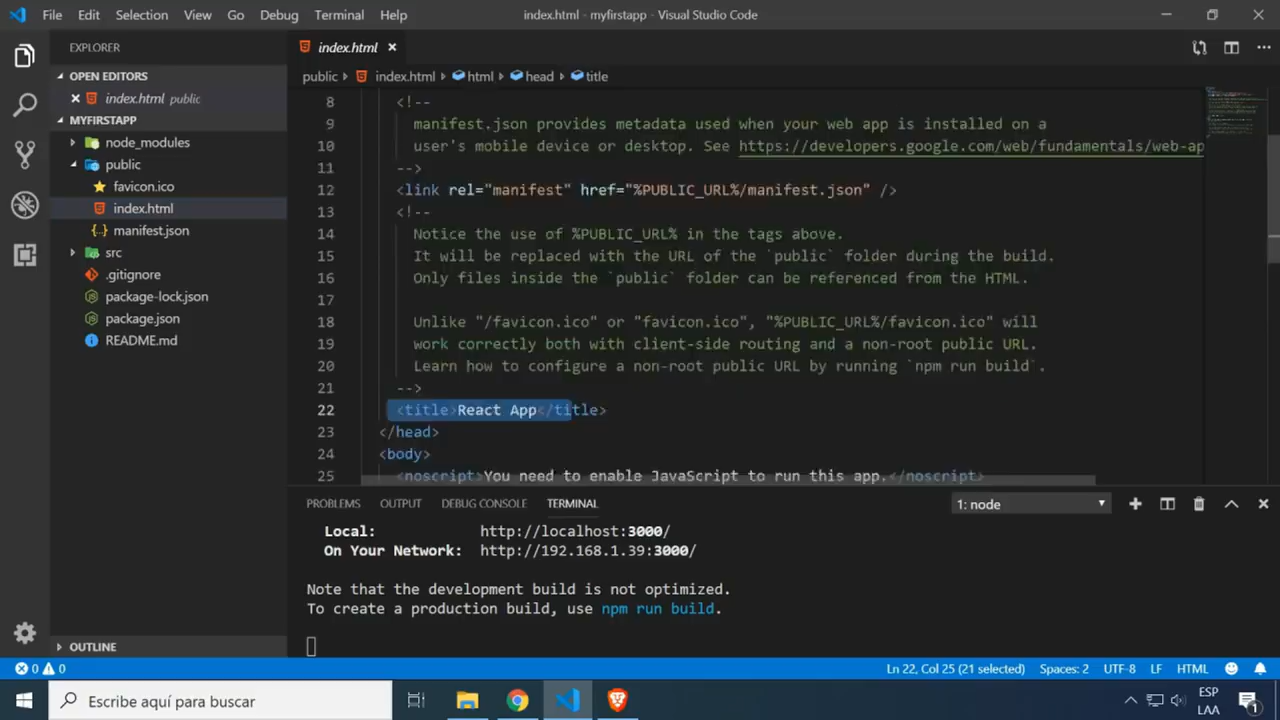 File Edit Selection View Go Debug Terminal Help
index.html - myfirstapp - Visual Studio Code
EXPLORER
OPEN EDITORS
index.html public
MYFIRSTAPP
node_modules
public
favicon.ico
index.html
manifest.json
src
.gitignore
package-lock.json
package.json
README.md
OUTLINE
index.html
public index.html html head title
8 <!--
9 manifest.json provides metadata used when your web app is installed on a
10 user's mobile device or desktop. See https://developers.google.com/web/fundamentals/web-ap
11 -->
12 <link rel="manifest" href="%PUBLIC_URL%/manifest.json" />
13 <!--
14 Notice the use of %PUBLIC_URL% in the tags above.
15 It will be replaced with the URL of the `public` folder during the build.
16 Only files inside the `public` folder can be referenced from the HTML.
17
18 Unlike "/favicon.ico" or "favicon.ico", "%PUBLIC_URL%/favicon.ico" will
19 work correctly both with client-side routing and a non-root public URL.
20 Learn how to configure a non-root public URL by running `npm run build`.
21 -->
22 <title>React App</title>
23 </head>
24 <body>
25 <noscript>You need to enable JavaScript to run this app.</noscript>
PROBLEMS OUTPUT DEBUG CONSOLE TERMINAL 1: node
Local: http://localhost:3000/
On Your Network: http://192.168.1.39:3000/
Note that the development build is not optimized.
To create a production build, use npm run build.
0 0 Ln 22, Col 25 (21 selected) Spaces: 2 UTF-8 LF HTML
Escribe aquí para buscar
ESP
LAA
1